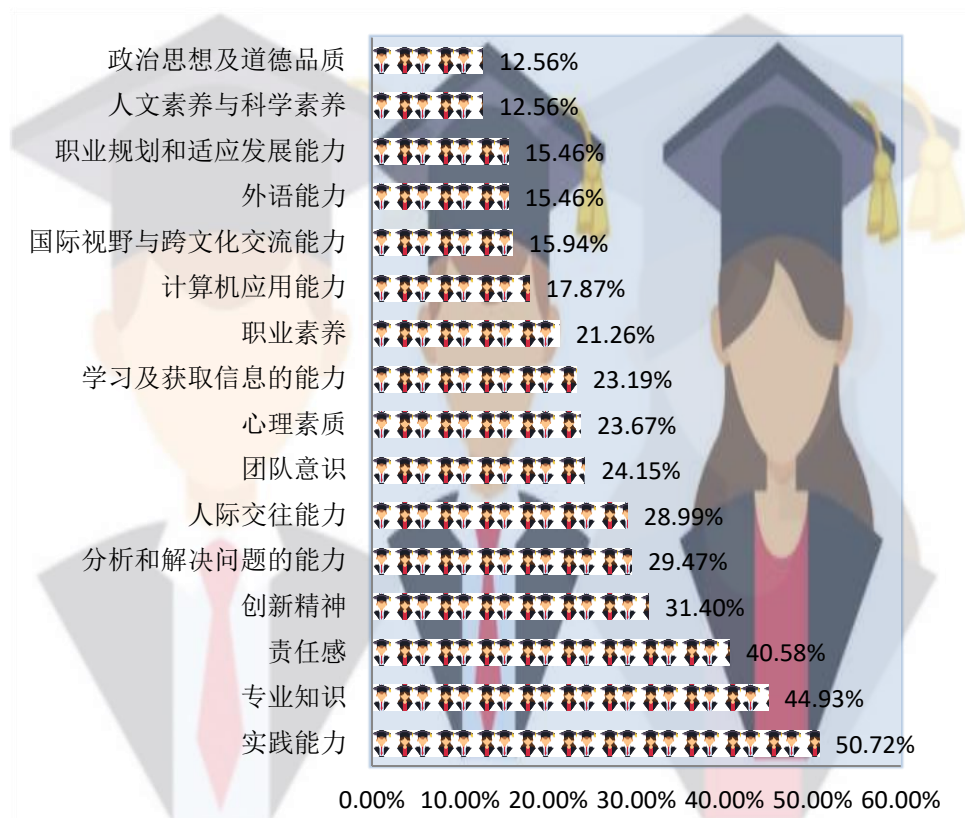 政治思想及道德品质 12.56%
人文素养与科学素养 12.56%
职业规划和适应发展能力 15.46%
外语能力 15.46%
国际视野与跨文化交流能力 15.94%
计算机应用能力 17.87%
职业素养 21.26%
学习及获取信息的能力 23.19%
心理素质 23.67%
团队意识 24.15%
人际交往能力 28.99%
分析和解决问题的能力 29.47%
创新精神 31.40%
责任感 40.58%
专业知识 44.93%
实践能力 50.72%
0.00% 10.00% 20.00% 30.00% 40.00% 50.00% 60.00%